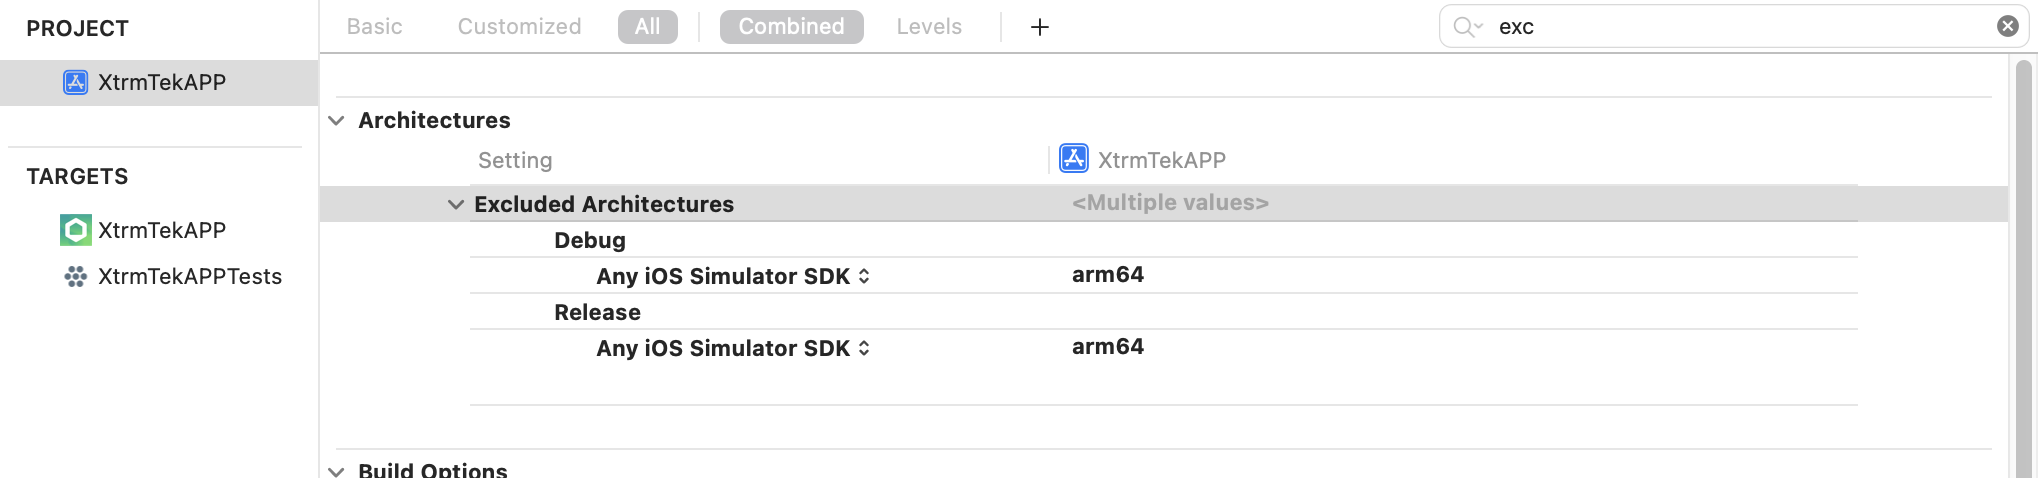 PROJECT
XtrmTekAPP
TARGETS
XtrmTekAPP
XtrmTekAPPTests
Basic Customized All Combined Levels + exc
Architectures
Setting XtrmTekAPP
Excluded Architectures <Multiple values>
Debug
Any iOS Simulator SDK arm64
Release
Any iOS Simulator SDK arm64
Build Options